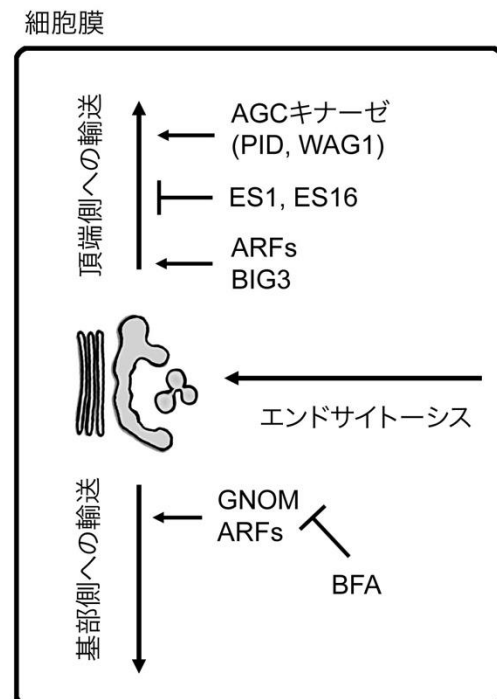 細胞膜
頂端側への輸送
AGCキナーゼ
(PID, WAG1)
ES1, ES16
ARFs
BIG3
エンドサイトーシス
基部側への輸送
GNOM
ARFs
BFA